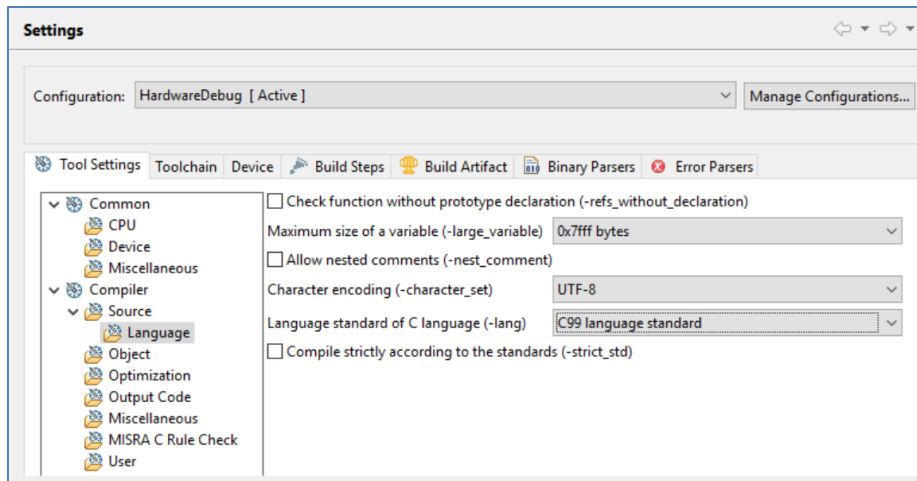 Settings
Configuration: HardwareDebug [ Active ] Manage Configurations...
Tool Settings Toolchain Device Build Steps Build Artifact Binary Parsers Error Parsers
Common
CPU
Device
Miscellaneous
Compiler
Source
Language
Object
Optimization
Output Code
Miscellaneous
MISRA C Rule Check
User
Check function without prototype declaration (-refs_without_declaration)
Maximum size of a variable (-large_variable) 0x7fff bytes
Allow nested comments (-nest_comment)
Character encoding (-character_set) UTF-8
Language standard of C language (-lang) C99 language standard
Compile strictly according to the standards (-strict_std)